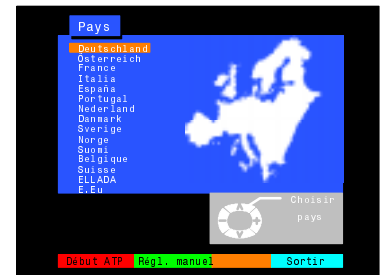 Pays
Deutschland
Österreich
France
Italia
España
Portugal
Nederland
Danmark
Sverige
Norge
Suomi
Belgique
Suisse
ELLADA
E.Eu
Choisir
pays
Début ATP
Régl. manuel
Sortir